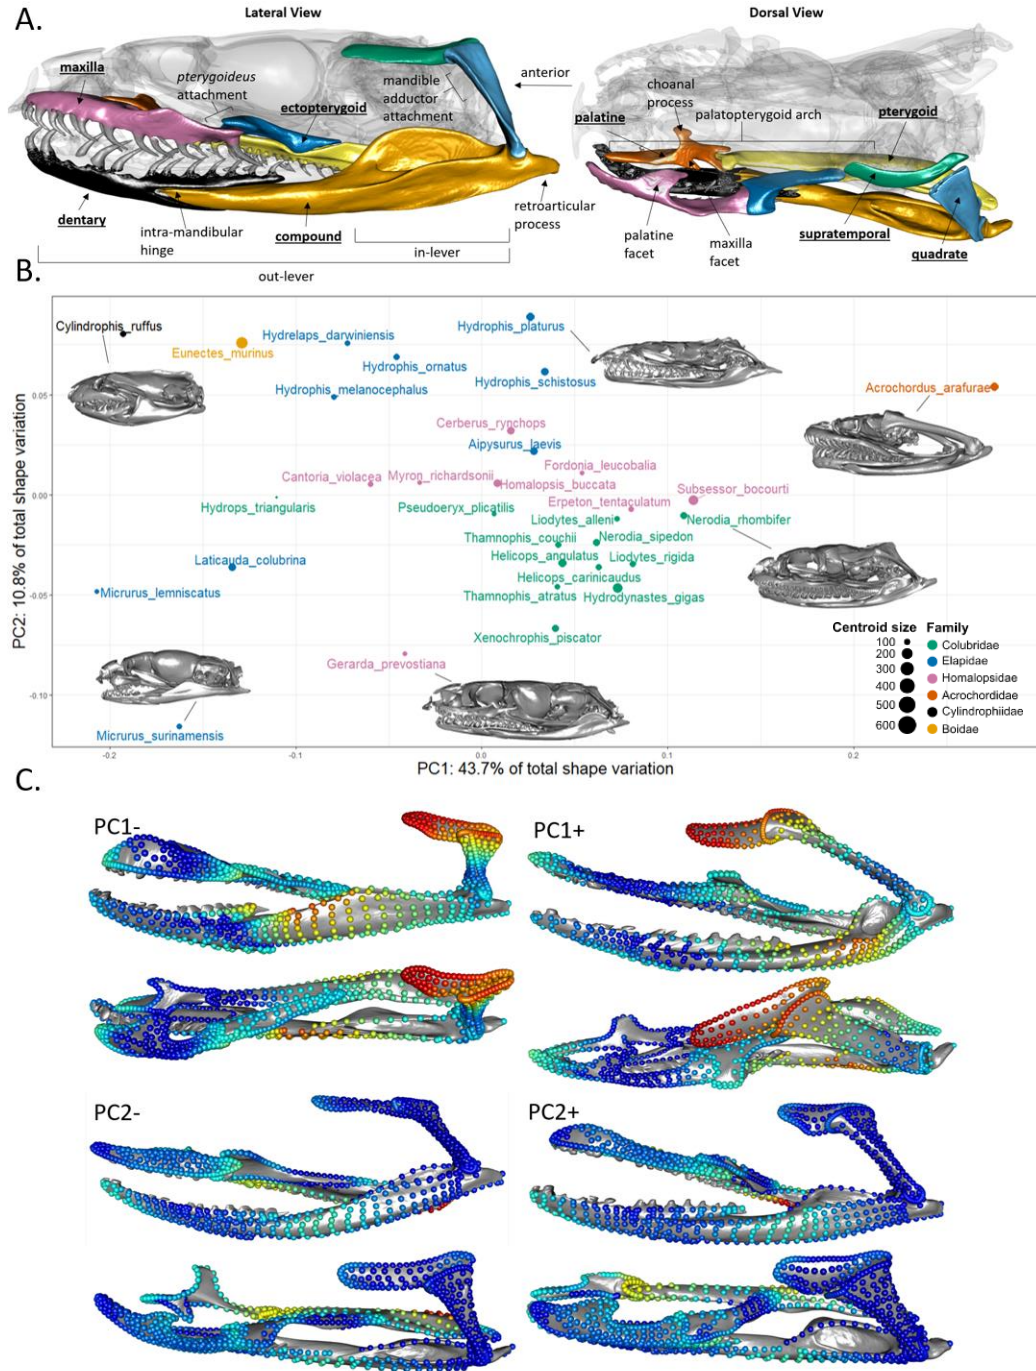 A.
Lateral View
Dorsal View
maxilla
pterygoideus
attachment
ectopterygoid
mandible
adductor
attachment
anterior
choanal
process
palatine
palatopterygoid arch
pterygoid
dentary
intra-mandibular
hinge
compound
retroarticular
process
in-lever
out-lever
palatine
facet
maxilla
facet
supratemporal
quadrate
B.
Cylindrophis_ruffus
Eunectes_murinus
Hydrelaps_darwiniensis
Hydrophis_platurus
Hydrophis_ornatus
Hydrophis_schistosus
Hydrophis_melanocephalus
Acrochordus_arafurae
Cerberus_rynchops
Aipysurus_laevis
Fordonia_leucobalia
Cantoria_violacea
Myron_richardsonii
Homalopsis_buccata
Subsessor_bocourti
Erpeton_tentaculatum
Hydrops_triangularis
Pseudoeryx_plicatilis
Liodytes_alleni
Nerodia_rhombifer
Thamnophis_couchii
Nerodia_sipedon
Helicops_angulatus
Liodytes_rigida
Laticauda_colubrina
Helicops_carinicaudus
Micrurus_lemniscatus
Thamnophis_atratus
Hydrodynastes_gigas
Xenochrophis_piscator
Gerarda_prevostiana
Micrurus_surinamensis
Centroid size
100
200
300
400
500
600
Family
Colubridae
Elapidae
Homalopsidae
Acrochordidae
Cylindrophiidae
Boidae
0.05
0.00
-0.05
-0.10
PC2: 10.8% of total shape variation
-0.2
-0.1
0.0
0.1
0.2
PC1: 43.7% of total shape variation
C.
PC1-
PC1+
PC2-
PC2+